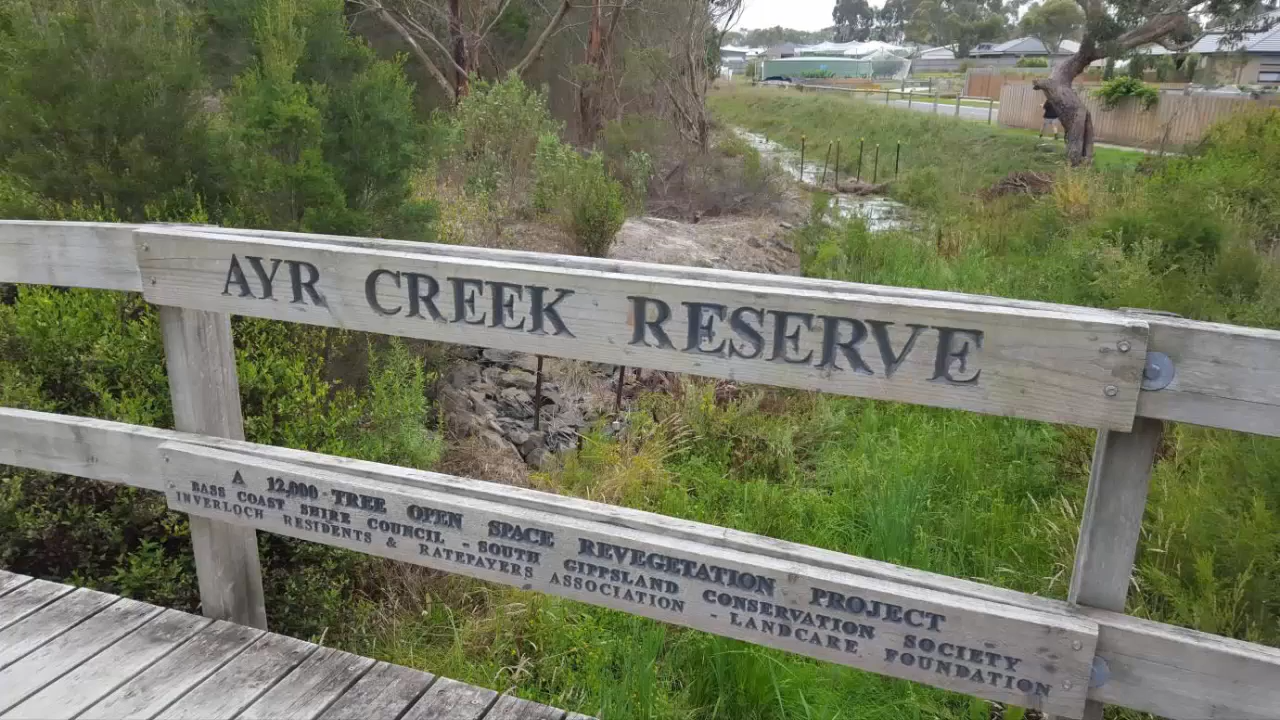 AYR CREEK RESERVE
A 12,000 - TREE OPEN SPACE REVEGETATION PROJECT
BASS COAST SHIRE COUNCIL - SOUTH GIPPSLAND CONSERVATION SOCIETY
INVERLOCH RESIDENTS & RATEPAYERS ASSOCIATION - LANDCARE FOUNDATION